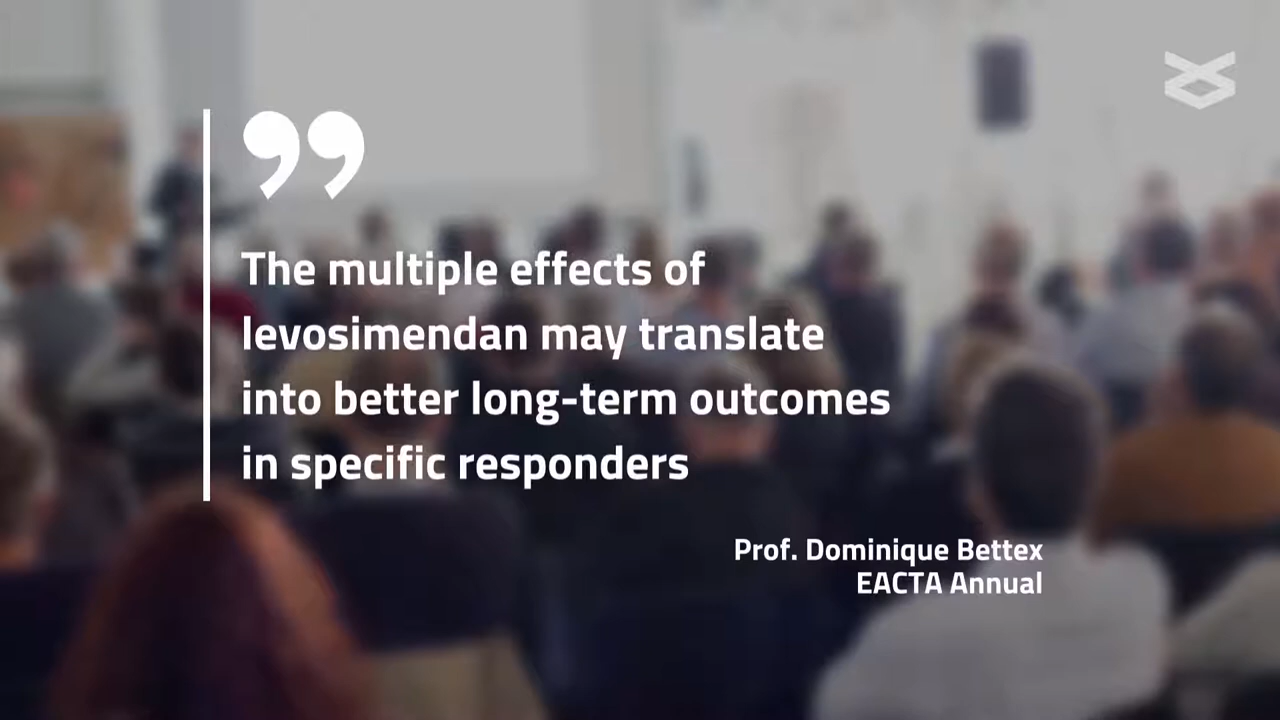 ”
The multiple effects of
levosimendan may translate
into better long-term outcomes
in specific responders
Prof. Dominique Bettex
EACTA Annual